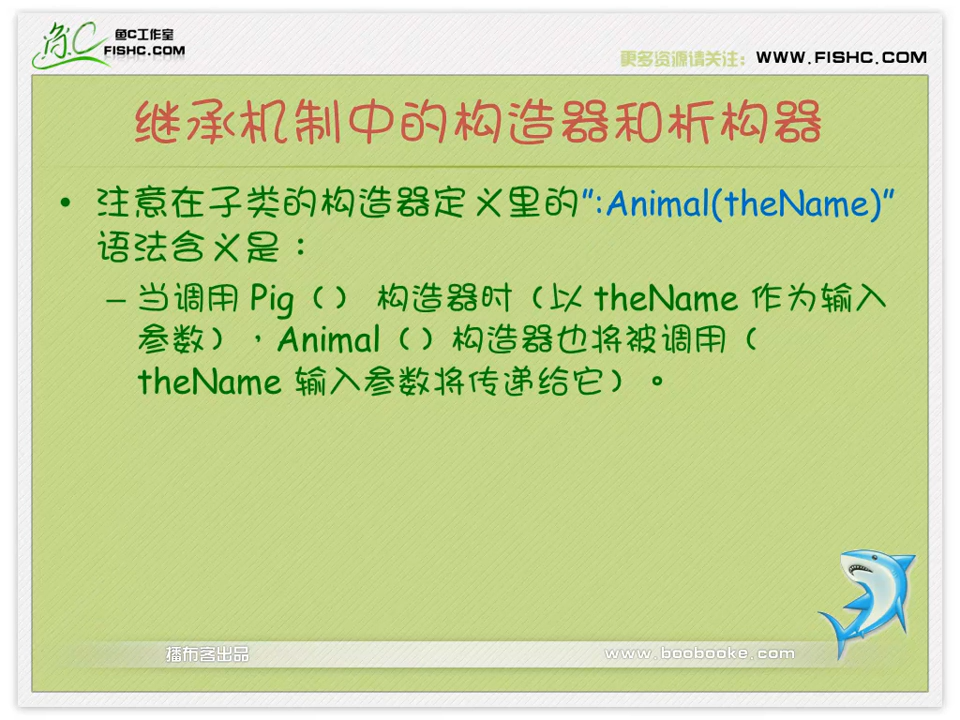 鱼C工作室
FISHC.COM
更多资源请关注: WWW.FISHC.COM
继承机制中的构造器和析构器
• 注意在子类的构造器定义里的”:Animal(theName)”
语法含义是：
– 当调用 Pig（） 构造器时（以 theName 作为输入
参数），Animal（）构造器也将被调用（
theName 输入参数将传递给它）。
播布客出品
www.boobooke.com